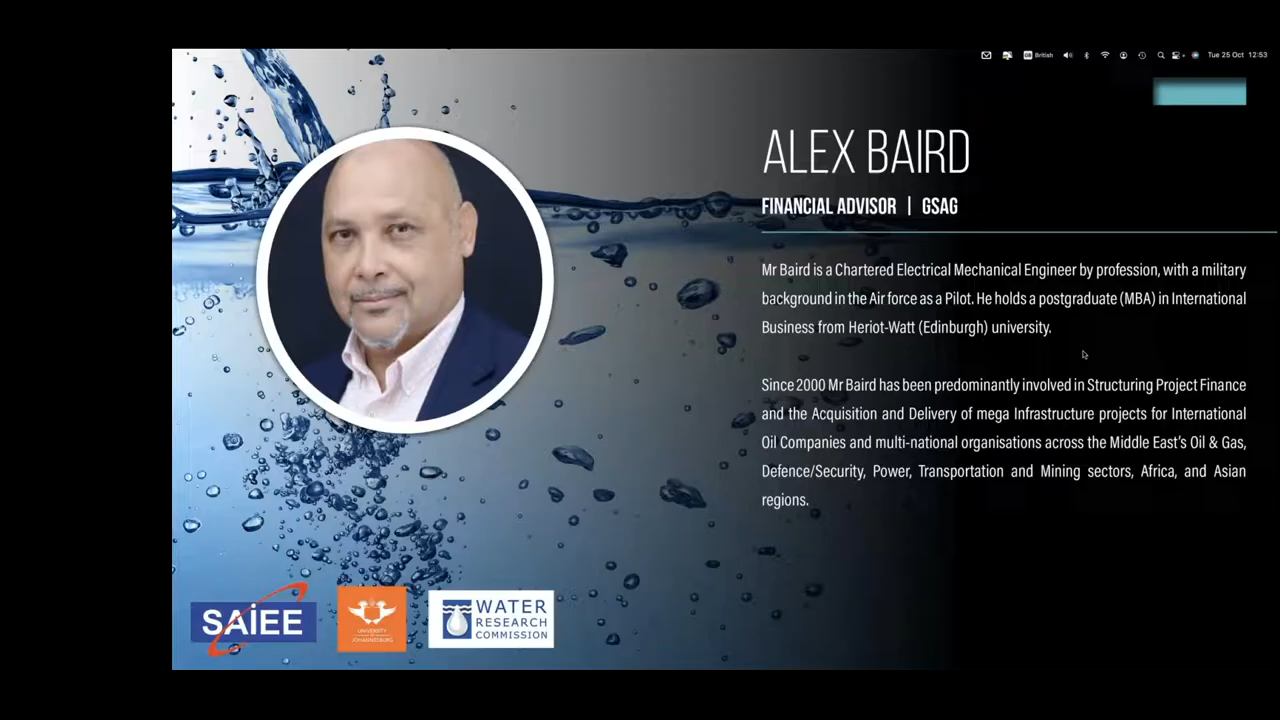 British
Tue 25 Oct 12:53
ALEX BAIRD
FINANCIAL ADVISOR | GSAG
Mr Baird is a Chartered Electrical Mechanical Engineer by profession, with a military
background in the Air force as a Pilot. He holds a postgraduate (MBA) in International
Business from Heriot-Watt (Edinburgh) university.
Since 2000 Mr Baird has been predominantly involved in Structuring Project Finance
and the Acquisition and Delivery of mega Infrastructure projects for International
Oil Companies and multi-national organisations across the Middle East's Oil & Gas,
Defence/Security, Power, Transportation and Mining sectors, Africa, and Asian
regions.
SAIEE
UNIVERSITY
OF
JOHANNESBURG
WATER
RESEARCH
COMMISSION